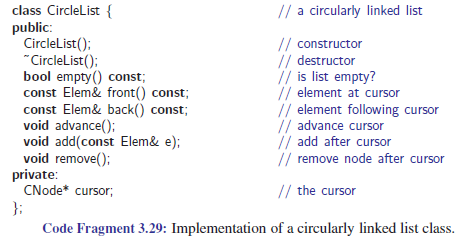 class CircleList { // a circularly linked list
public:
CircleList(); // constructor
~CircleList(); // destructor
bool empty() const; // is list empty?
const Elem& front() const; // element at cursor
const Elem& back() const; // element following cursor
void advance(); // advance cursor
void add(const Elem& e); // add after cursor
void remove(); // remove node after cursor
private:
CNode* cursor; // the cursor
};
Code Fragment 3.29: Implementation of a circularly linked list class.